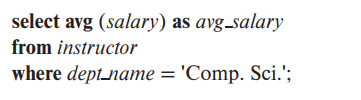 select avg (salary) as avg_salary
from instructor
where dept_name = 'Comp. Sci.';